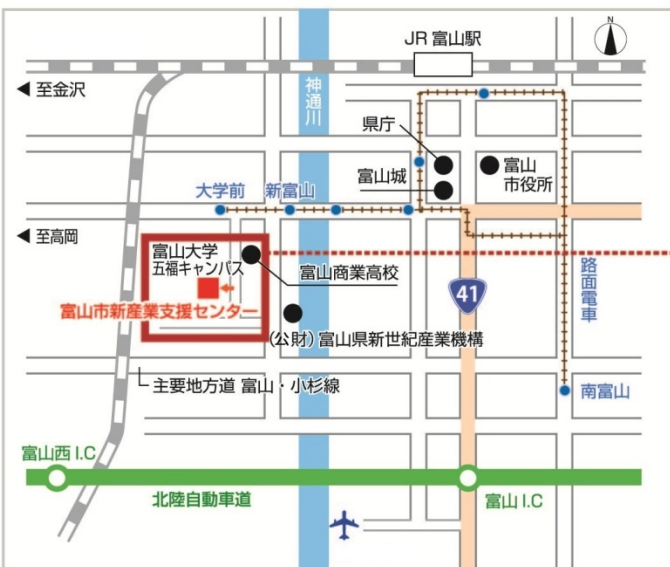 N
JR 富山駅
至金沢
神通川
県庁
富山城
富山
市役所
大学前
新富山
至高岡
富山大学
五福キャンパス
富山商業高校
富山市新産業支援センター
41
路面電車
(公財) 富山県新世紀産業機構
主要地方道 富山・小杉線
南富山
富山西 I.C
北陸自動車道
富山 I.C